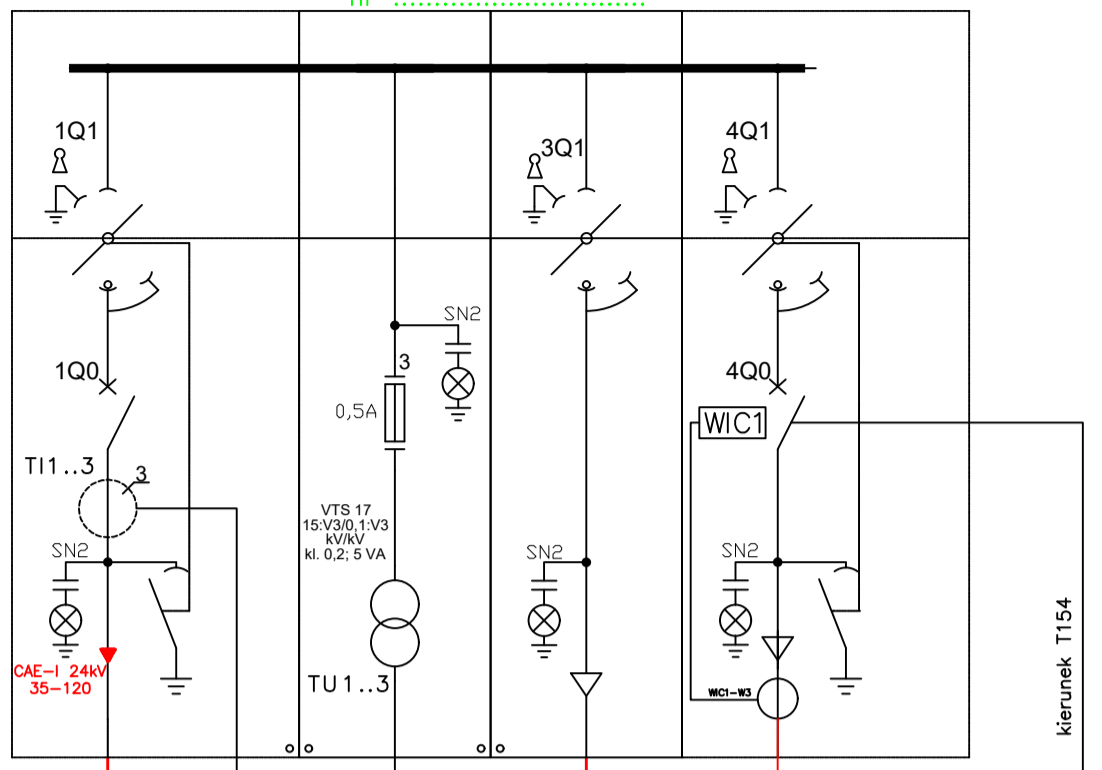 1Q1
3Q1
4Q1
SN2
1Q0
3
0,5A
4Q0
WIC1
TI1..3
3
VTS 17
15:V3/0,1:V3
kV/kV
kl. 0,2; 5 VA
SN2
SN2
SN2
CAE-I 24kV
35-120
TU1..3
WIC1-W3
kierunek T154